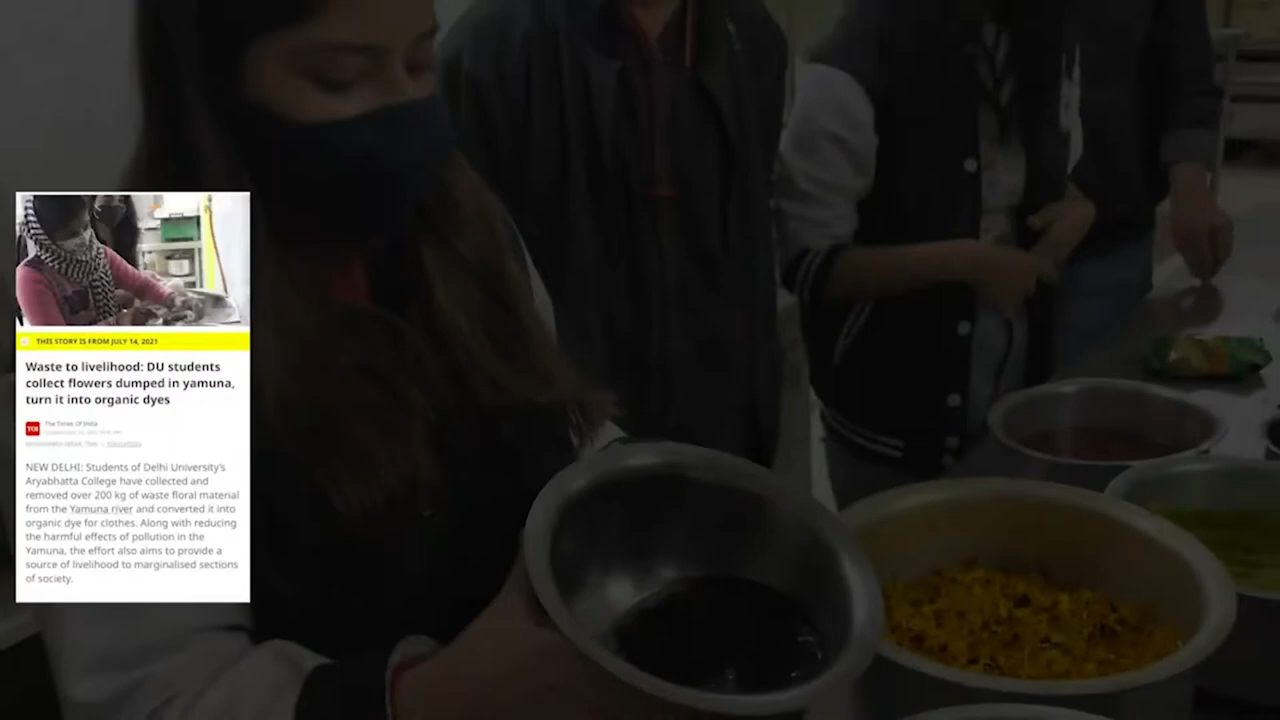 THIS STORY IS FROM JULY 14, 2021
Waste to livelihood: DU students
collect flowers dumped in yamuna,
turn it into organic dyes
TOI
The Times Of India
NEW DELHI: Students of Delhi University's
Aryabhatta College have collected and
removed over 200 kg of waste floral material
from the Yamuna river and converted it into
organic dye for clothes. Along with reducing
the harmful effects of pollution in the
Yamuna, the effort also aims to provide a
source of livelihood to marginalised sections
of society.